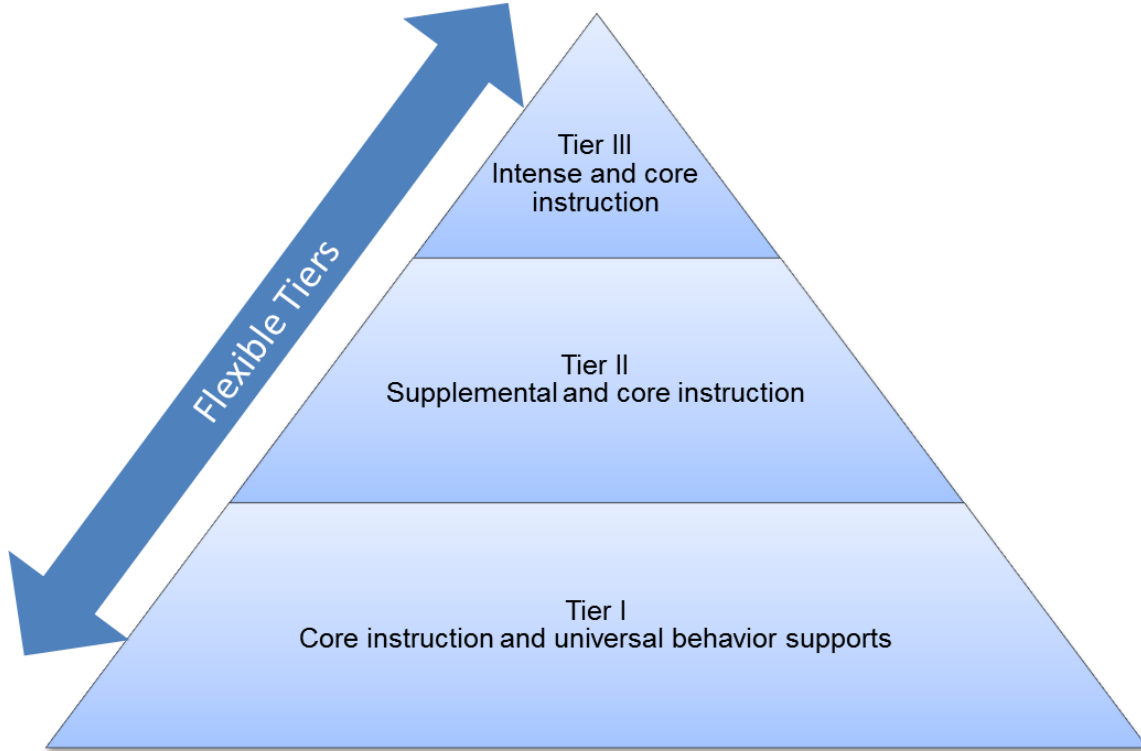 Tier III
Intense and core
instruction
Flexible Tiers
Tier II
Supplemental and core instruction
Tier I
Core instruction and universal behavior supports